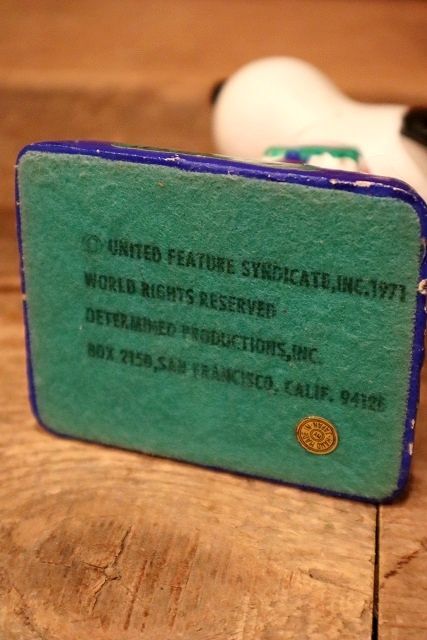 © UNITED FEATURE SYNDICATE,INC.1971
WORLD RIGHTS RESERVED
DETERMINED PRODUCTIONS,INC.
BOX 2150,SAN FRANCISCO, CALIF. 94126